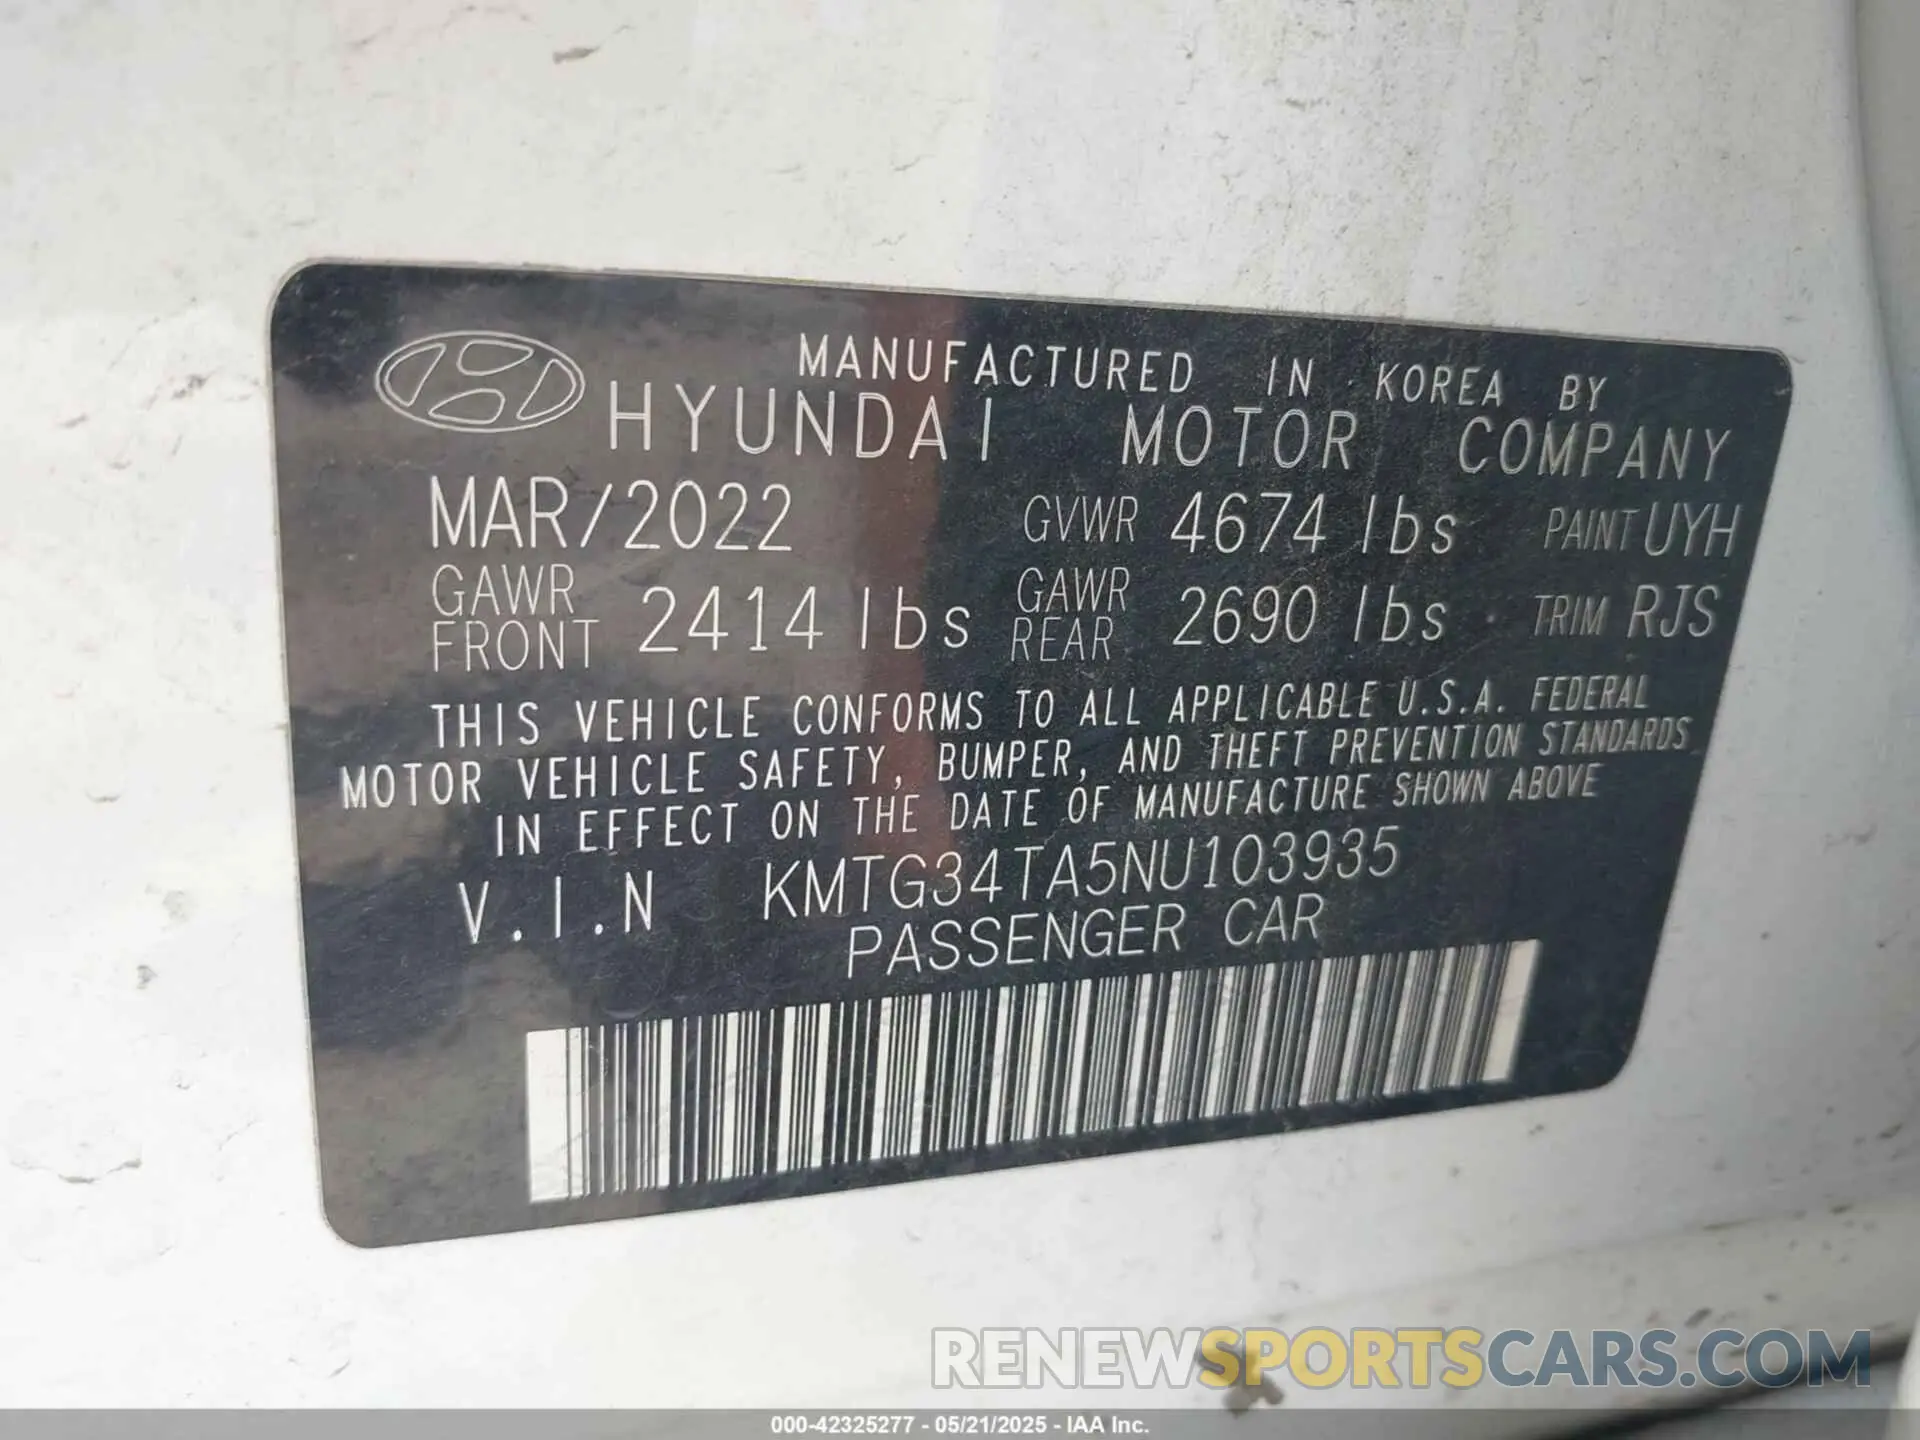 MANUFACTURED IN KOREA BY
HYUNDAI MOTOR COMPANY
MAR/2022 GVWR 4674 lbs PAINT UYH
GAWR FRONT 2414 lbs GAWR REAR 2690 lbs TRIM RJS
THIS VEHICLE CONFORMS TO ALL APPLICABLE U.S.A. FEDERAL
MOTOR VEHICLE SAFETY, BUMPER, AND THEFT PREVENTION STANDARDS
IN EFFECT ON THE DATE OF MANUFACTURE SHOWN ABOVE
V.I.N KMTG34TA5NU103935
PASSENGER CAR
RENEWSPORTSCARS.COM
000-42325277 - 05/21/2025 - IAA Inc.